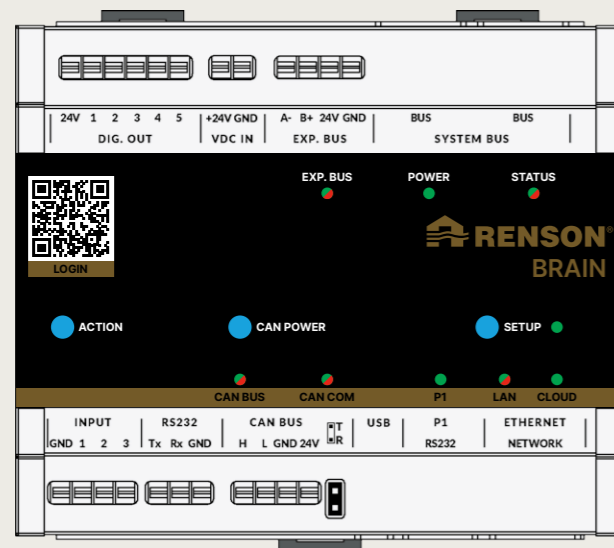 24V 1 2 3 4 5 +24V GND A- B+ 24V GND BUS BUS
DIG. OUT VDC IN EXP. BUS SYSTEM BUS
EXP. BUS POWER STATUS
LOGIN
RENSON®
BRAIN
ACTION CAN POWER SETUP
CAN BUS CAN COM P1 LAN CLOUD
INPUT RS232 CAN BUS T USB P1 ETHERNET
GND 1 2 3 Tx Rx GND H L GND 24V R RS232 NETWORK